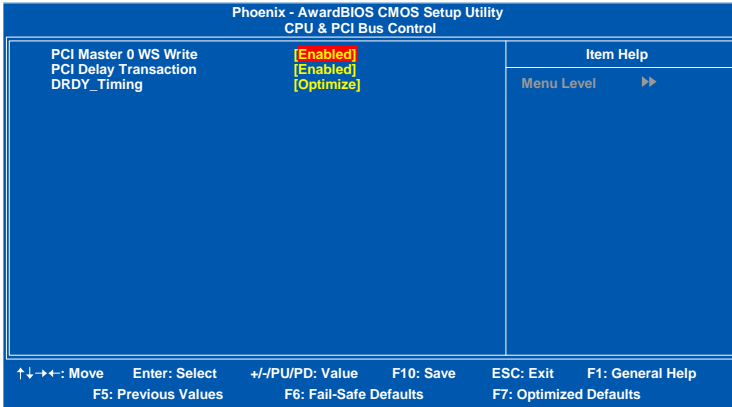 Phoenix - AwardBIOS CMOS Setup Utility
CPU & PCI Bus Control
PCI Master 0 WS Write [Enabled]
PCI Delay Transaction [Enabled]
DRDY_Timing [Optimize]
Item Help
Menu Level ►►
↑↓→←: Move Enter: Select +/-/PU/PD: Value F10: Save ESC: Exit F1: General Help
F5: Previous Values F6: Fail-Safe Defaults F7: Optimized Defaults